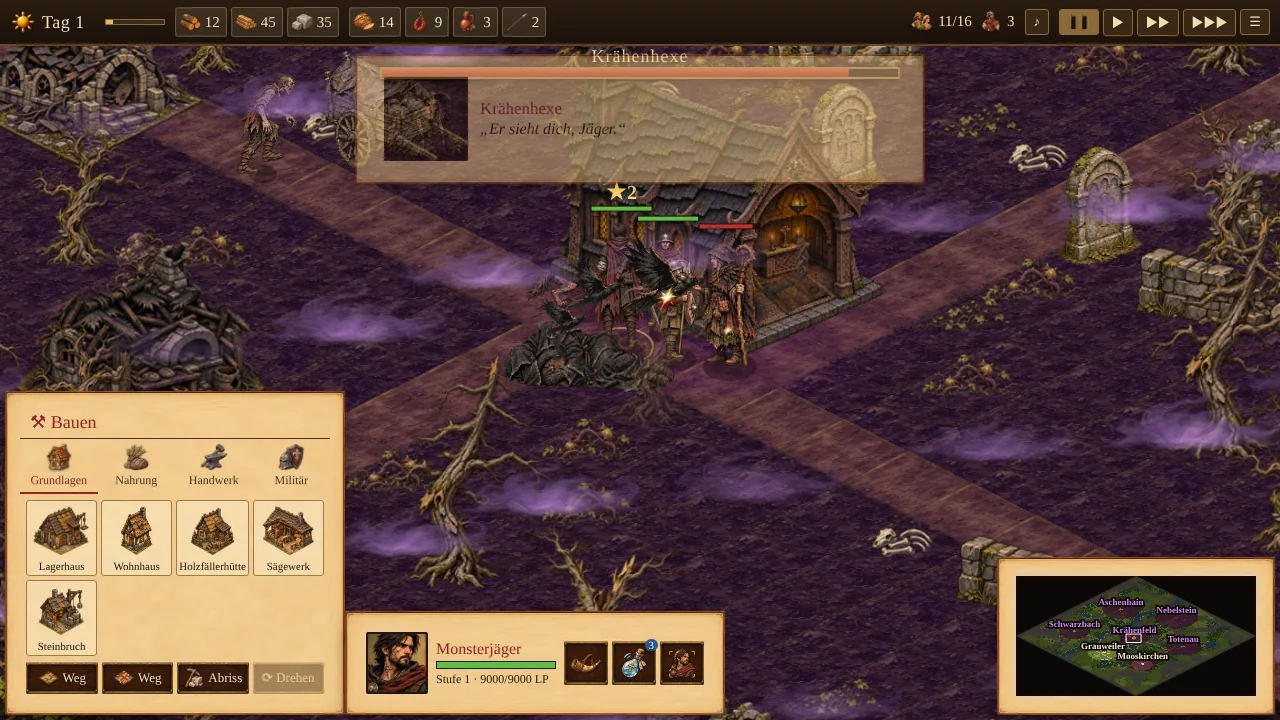 Tag 1
12
45
35
14
9
3
2
11/16
3
Krähenhexe
Krähenhexe
„Er sieht dich, Jäger.“
★2
Bauen
Grundlagen
Nahrung
Handwerk
Militär
Lagerhaus
Wohnhaus
Holzfällerhütte
Sägewerk
Steinbruch
Weg
Weg
Abriss
⟳ Drehen
Monsterjäger
Stufe 1 · 9000/9000 LP
3
Aschenhain
Nebelstein
Schwarzbach
Krähenfeld
Totenau
Grauweiler
Mooskirchen